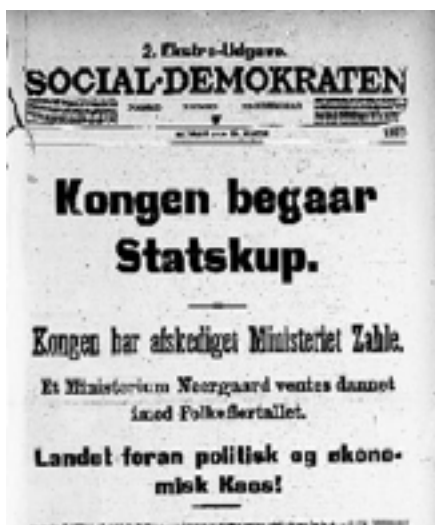 2. Ekstra-Udgave.
SOCIAL-DEMOKRATEN
Kongen begaar
Statskup.
Kongen har afskediget Ministeriet Zahle.
Et Ministerium Neergaard ventes dannet
imod Folkeflertallet.
Landet foran politisk og økono-
misk Kaos!